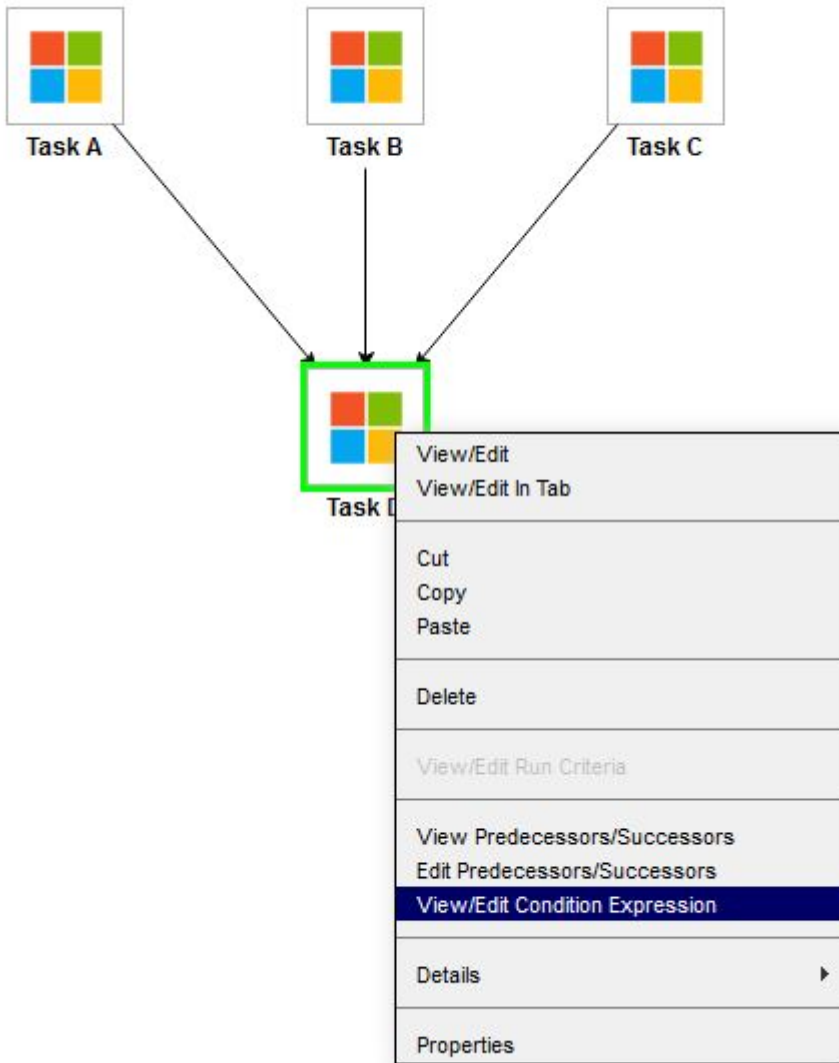 Task A
Task B
Task C
Task D
View/Edit
View/Edit In Tab
Cut
Copy
Paste
Delete
View/Edit Run Criteria
View Predecessors/Successors
Edit Predecessors/Successors
View/Edit Condition Expression
Details
Properties